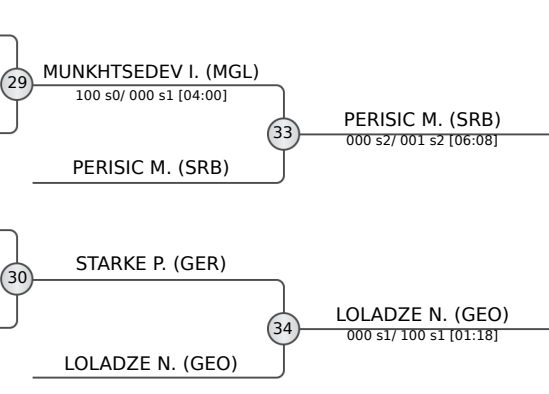 MUNKHTSEDEV I. (MGL)
29
100 s0/ 000 s1 [04:00]
PERISIC M. (SRB)
33
000 s2/ 001 s2 [06:08]
PERISIC M. (SRB)
STARKE P. (GER)
30
LOLADZE N. (GEO)
34
000 s1/ 100 s1 [01:18]
LOLADZE N. (GEO)